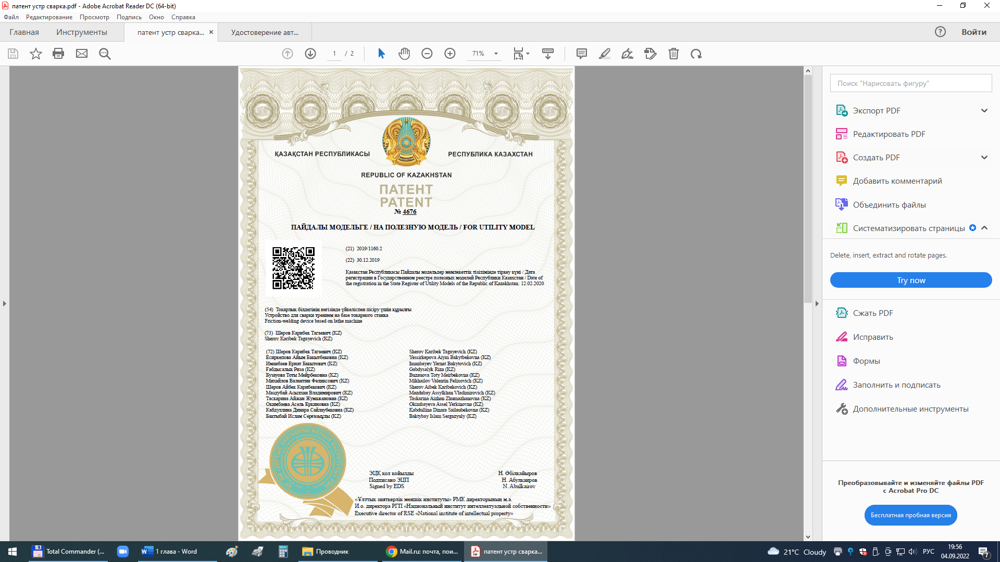 патент устр сварка.pdf - Adobe Acrobat Reader DC (64-bit)
Файл Редактирование Просмотр Подпись Окно Справка
Главная Инструменты патент устр сварка... × Удостоверение авт... Войти
1 / 2 71%
ҚАЗАҚСТАН РЕСПУБЛИКАСЫ РЕСПУБЛИКА КАЗАХСТАН
REPUBLIC OF KAZAKHSTAN
ПАТЕНТ
PATENT
№ 4676
ПАЙДАЛЫ МОДЕЛЬГЕ / НА ПОЛЕЗНУЮ МОДЕЛЬ / FOR UTILITY MODEL
(21) 2019/1160.2
(22) 30.12.2019
Қазақстан Республикасы Пайдалы модельдер мемлекеттік тізілімінде тіркеу күні / Дата
регистрации в Государственном реестре полезных моделей Республики Казахстан / Date of
the registration in the State Register of Utility Models of the Republic of Kazakhstan: 12.02.2020
(54) Токарлық білдегінің негізінде үйкеліспен пісіру үшін құрылғы
Устройство для сварки трением на базе токарного станка
Friction-welding device based on lathe machine
(73) Шеров Карибек Тагаевич (KZ)
Sherov Karibek Tagayevich (KZ)
(72) Шеров Карибек Тагаевич (KZ)
Есиркепова Айым Бакытбековна (KZ)
Иманбаев Ернат Бакытович (KZ)
Ғабдысалық Риза (KZ)
Бузауова Тоты Мейрбековна (KZ)
Михайлов Валентин Феликсович (KZ)
Шеров Айбек Карибекович (KZ)
Маздубай Асылхан Владимирович (KZ)
Таскарина Айжан Жумажановна (KZ)
Окимбаева Асель Еркиновна (KZ)
Кабдуллина Динара Сайлаубековна (KZ)
Бақтыбай Ислам Серғазыұлы (KZ)
Sherov Karibek Tagayevich (KZ)
Yessirkepova Aiym Bakytbekovna (KZ)
Imanbayev Yernat Bakytovich (KZ)
Gabdysalyk Riza (KZ)
Buzauova Toty Meirbekovna (KZ)
Mikhailov Valentin Felixovich (KZ)
Sherov Aibek Karibekovich (KZ)
Mazdubay Assylkhan Vladimirovich (KZ)
Taskarina Aizhan Zhumazhanovna (KZ)
Okimbayeva Assel Yerkinovna (KZ)
Kabdullina Dinara Sailaubekovna (KZ)
Baktybay Islam Sergazyuly (KZ)
ЭЦҚ қол қойылды Н. Әбілқайыров
Подписано ЭЦП Н. Абулкаиров
Signed by EDS N. Abulkairov
«Ұлттық зияткерлік меншік институты» РМК директорының м.а.
И.о. директора РГП «Национальный институт интеллектуальной собственности»
Executive director of RSE «National institute of intellectual property»
Поиск "Нарисовать фигуру"
Экспорт PDF
Редактировать PDF
Создать PDF
Добавить комментарий
Объединить файлы
Систематизировать страницы
Delete, insert, extract and rotate pages.
Try now
Сжать PDF
Исправить
Формы
Заполнить и подписать
Дополнительные инструменты
Преобразовывайте и изменяйте файлы PDF
с Acrobat Pro DC
Бесплатная пробная версия
Total Commander (... 1 глава - Word Проводник Mail.ru: почта, пои... патент устр сварка... 21°C Cloudy РУС 19:56
04.09.2022 7